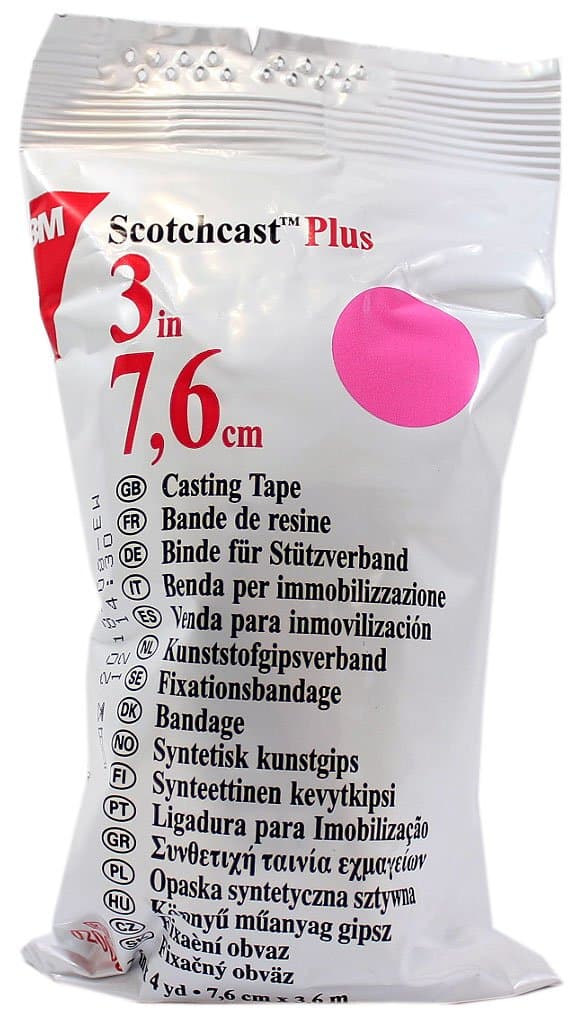 3M
Scotchcast™ Plus
3 in
7,6 cm
GB Casting Tape
FR Bande de resine
DE Binde für Stützverband
IT Benda per immobilizzazione
ES Venda para inmovilización
NL Kunststofgipsverband
SE Fixationsbandage
DK Bandage
NO Syntetisk kunstgips
FI Synteettinen kevytkipsi
PT Ligadura para Imobilização
GR Συνθετιχή ταινία εχμαγείων
PL Opaska syntetyczna sztywna
HU Könnyű műanyag gipsz
CZ Fixaèní obvaz
Fixačný obväz
4 yd • 7,6 cm x 3,6 m